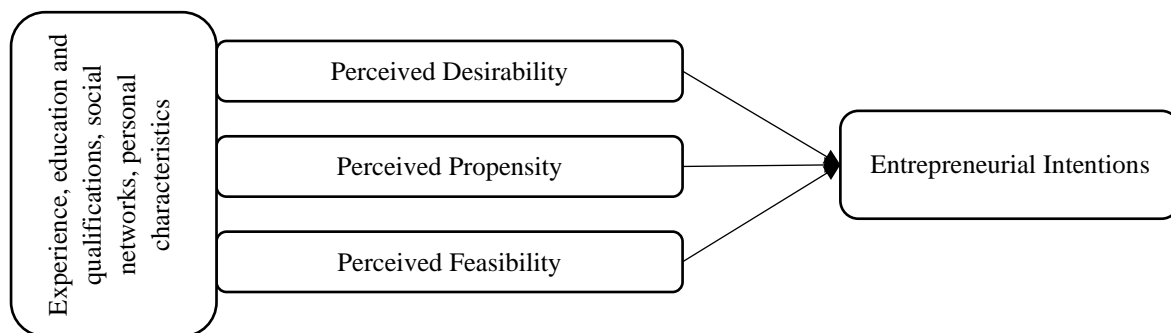 Experience, education and
qualifications, social
networks, personal
characteristics
Perceived Desirability
Perceived Propensity
Perceived Feasibility
Entrepreneurial Intentions